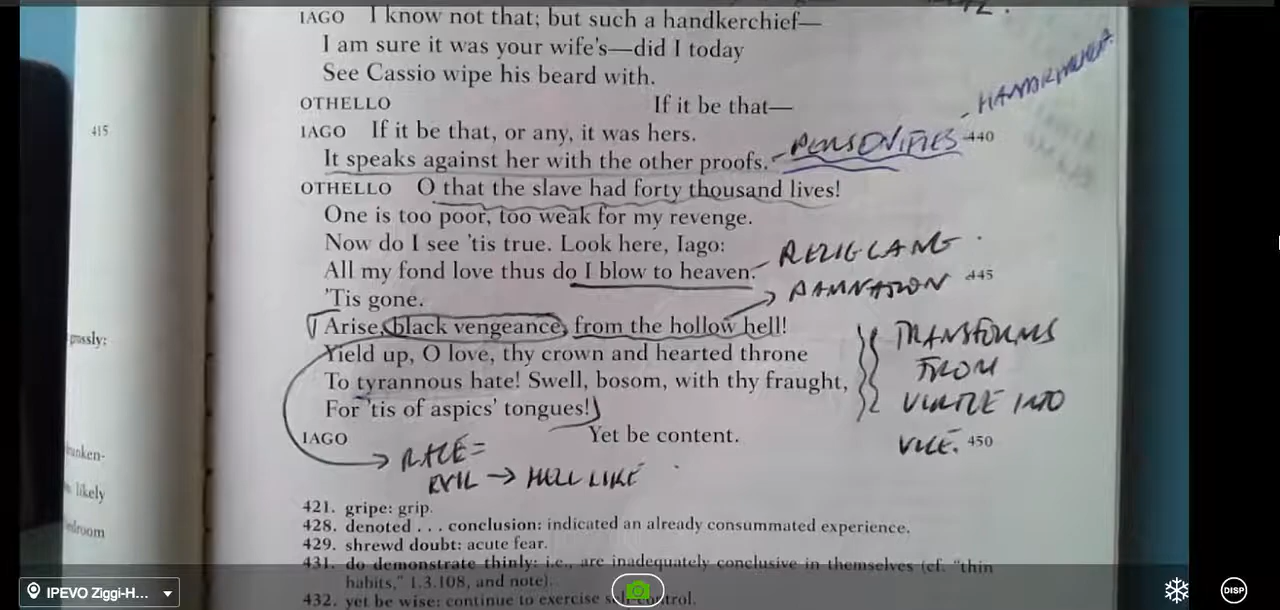 IAGO I know not that; but such a handkerchief—
I am sure it was your wife's—did I today
See Cassio wipe his beard with.
OTHELLO If it be that—
HANDKERCHIEF
415 IAGO If it be that, or any, it was hers. 440
It speaks against her with the other proofs. PERSONIFIES
OTHELLO O that the slave had forty thousand lives!
One is too poor, too weak for my revenge.
Now do I see 'tis true. Look here, Iago:
All my fond love thus do I blow to heaven. RELIG LANG.
'Tis gone. DAMNATION 445
Arise, black vengeance, from the hollow hell!
Yield up, O love, thy crown and hearted throne
To tyrannous hate! Swell, bosom, with thy fraught,
For 'tis of aspics' tongues!
TRANSFORMS
FROM
VIRTUE INTO
VICE. 450
IAGO Yet be content.
RACE =
EVIL → HELL LIKE
421. gripe: grip.
428. denoted . . . conclusion: indicated an already consummated experience.
429. shrewd doubt: acute fear.
431. do demonstrate thinly: i.e., are inadequately conclusive in themselves (cf. "thin
habits," 1.3.108, and note).
432. yet be wise: continue to exercise self-control.
likely
IPEVO Ziggi-H...
DISP